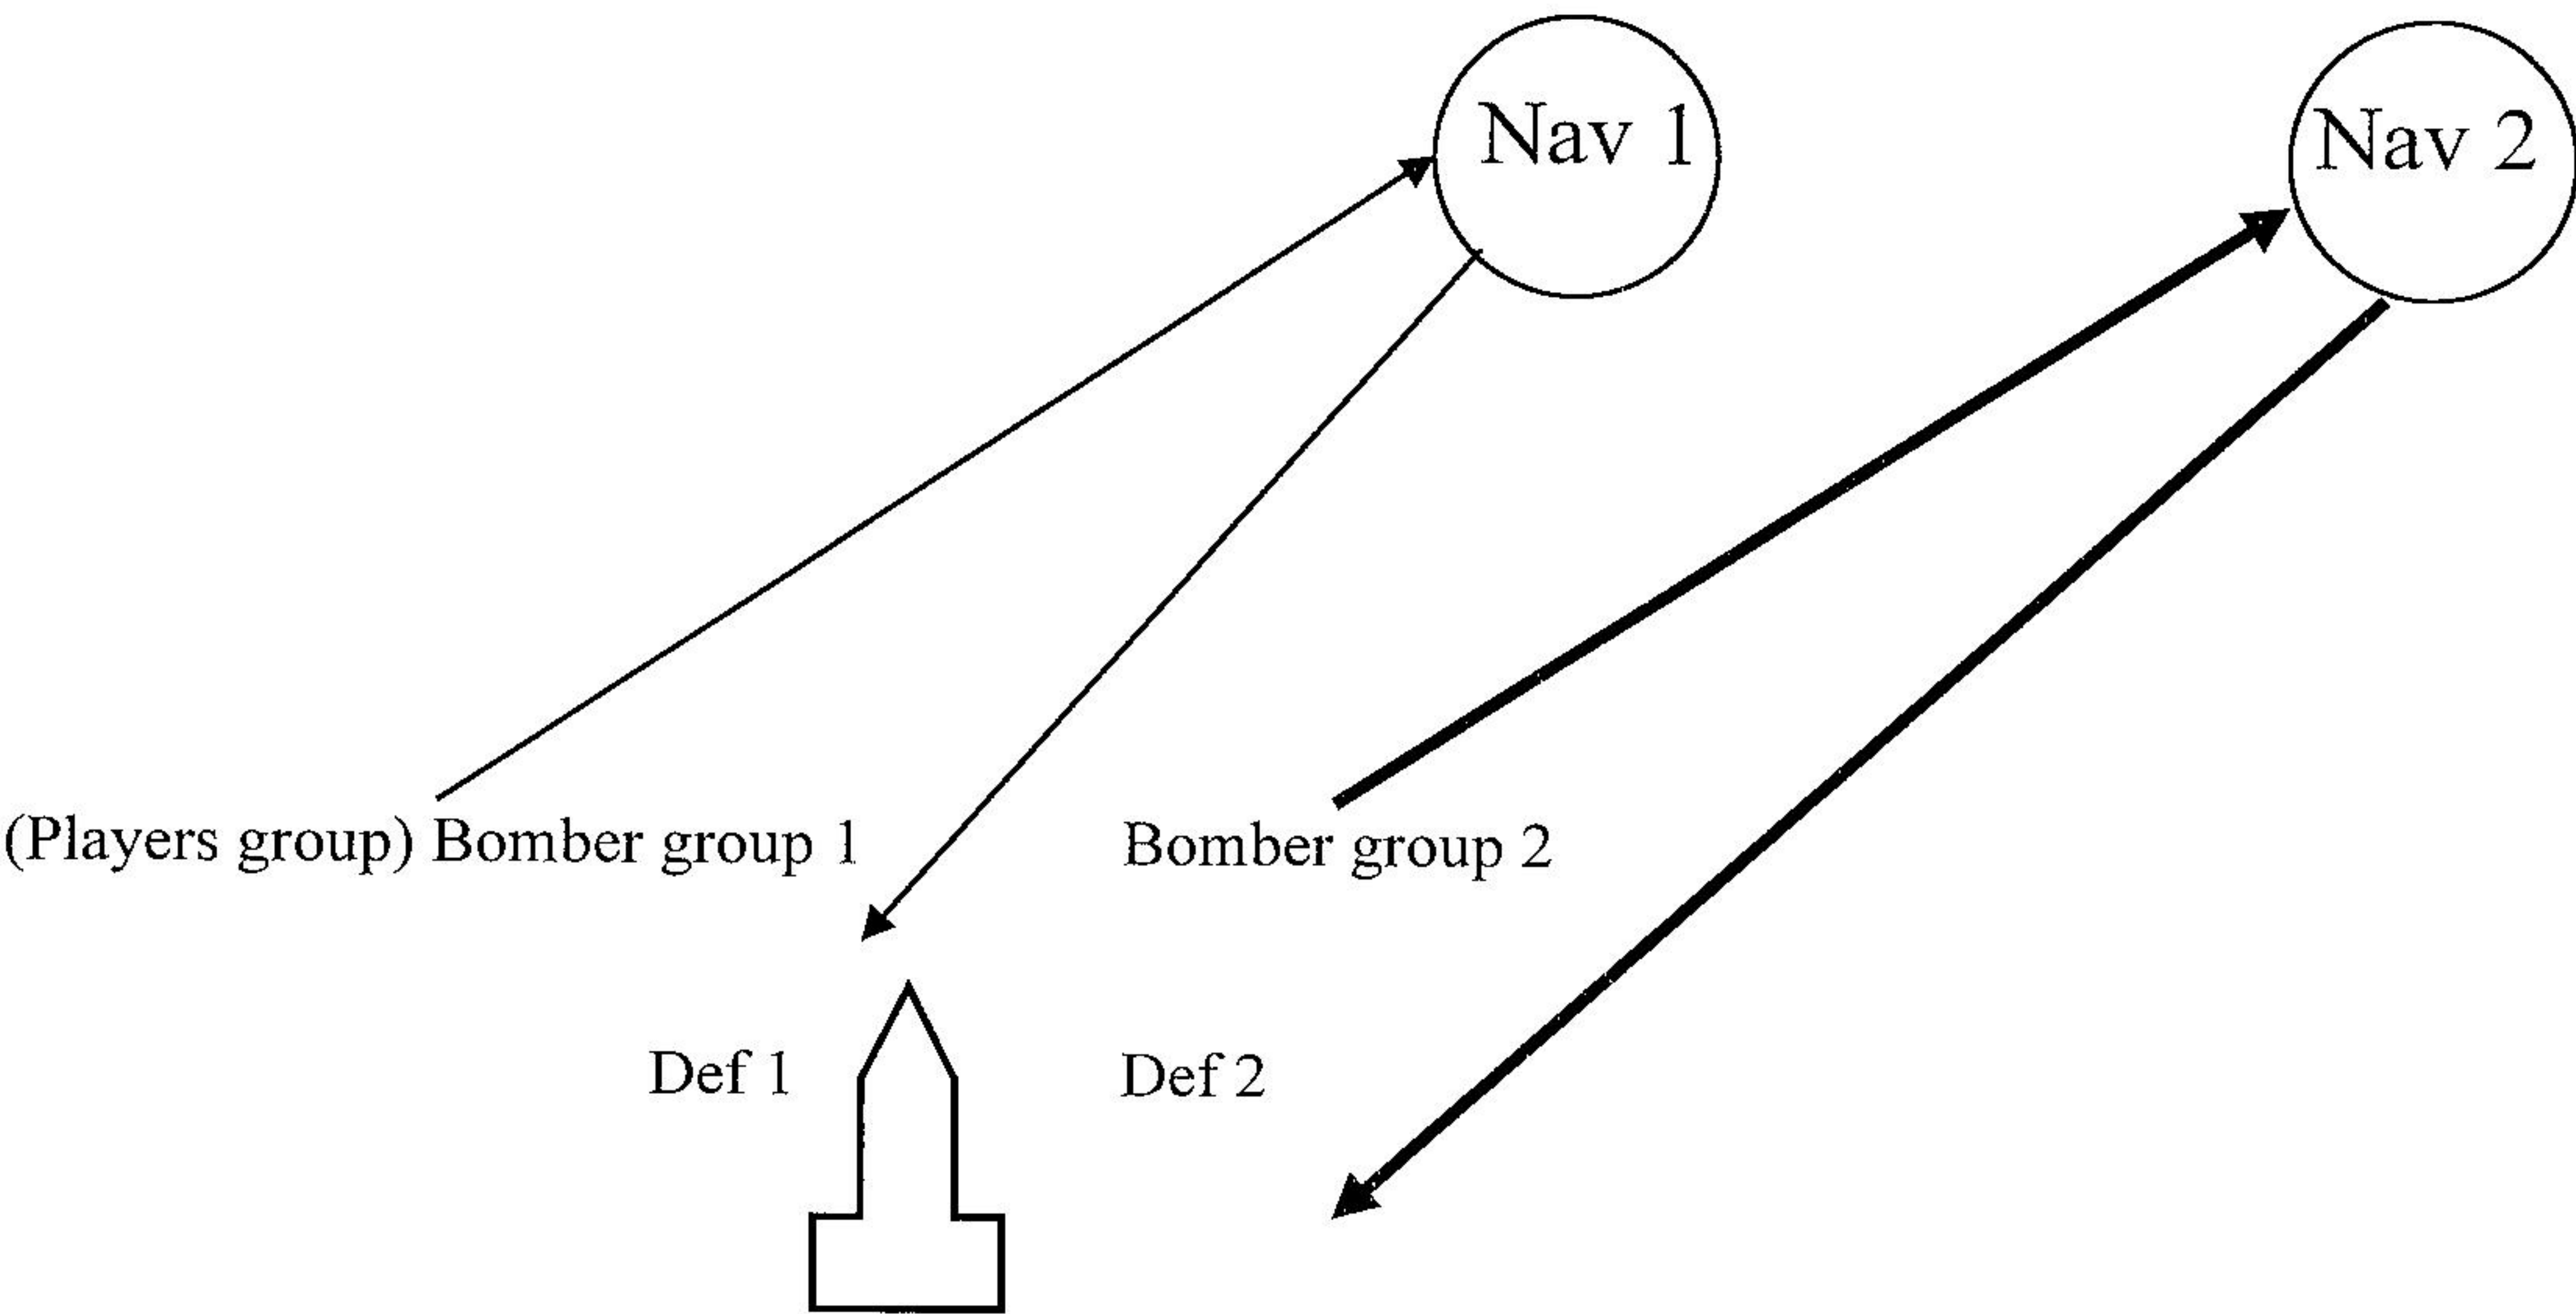 Nav 1
Nav 2
(Players group) Bomber group 1
Bomber group 2
Def 1
Def 2